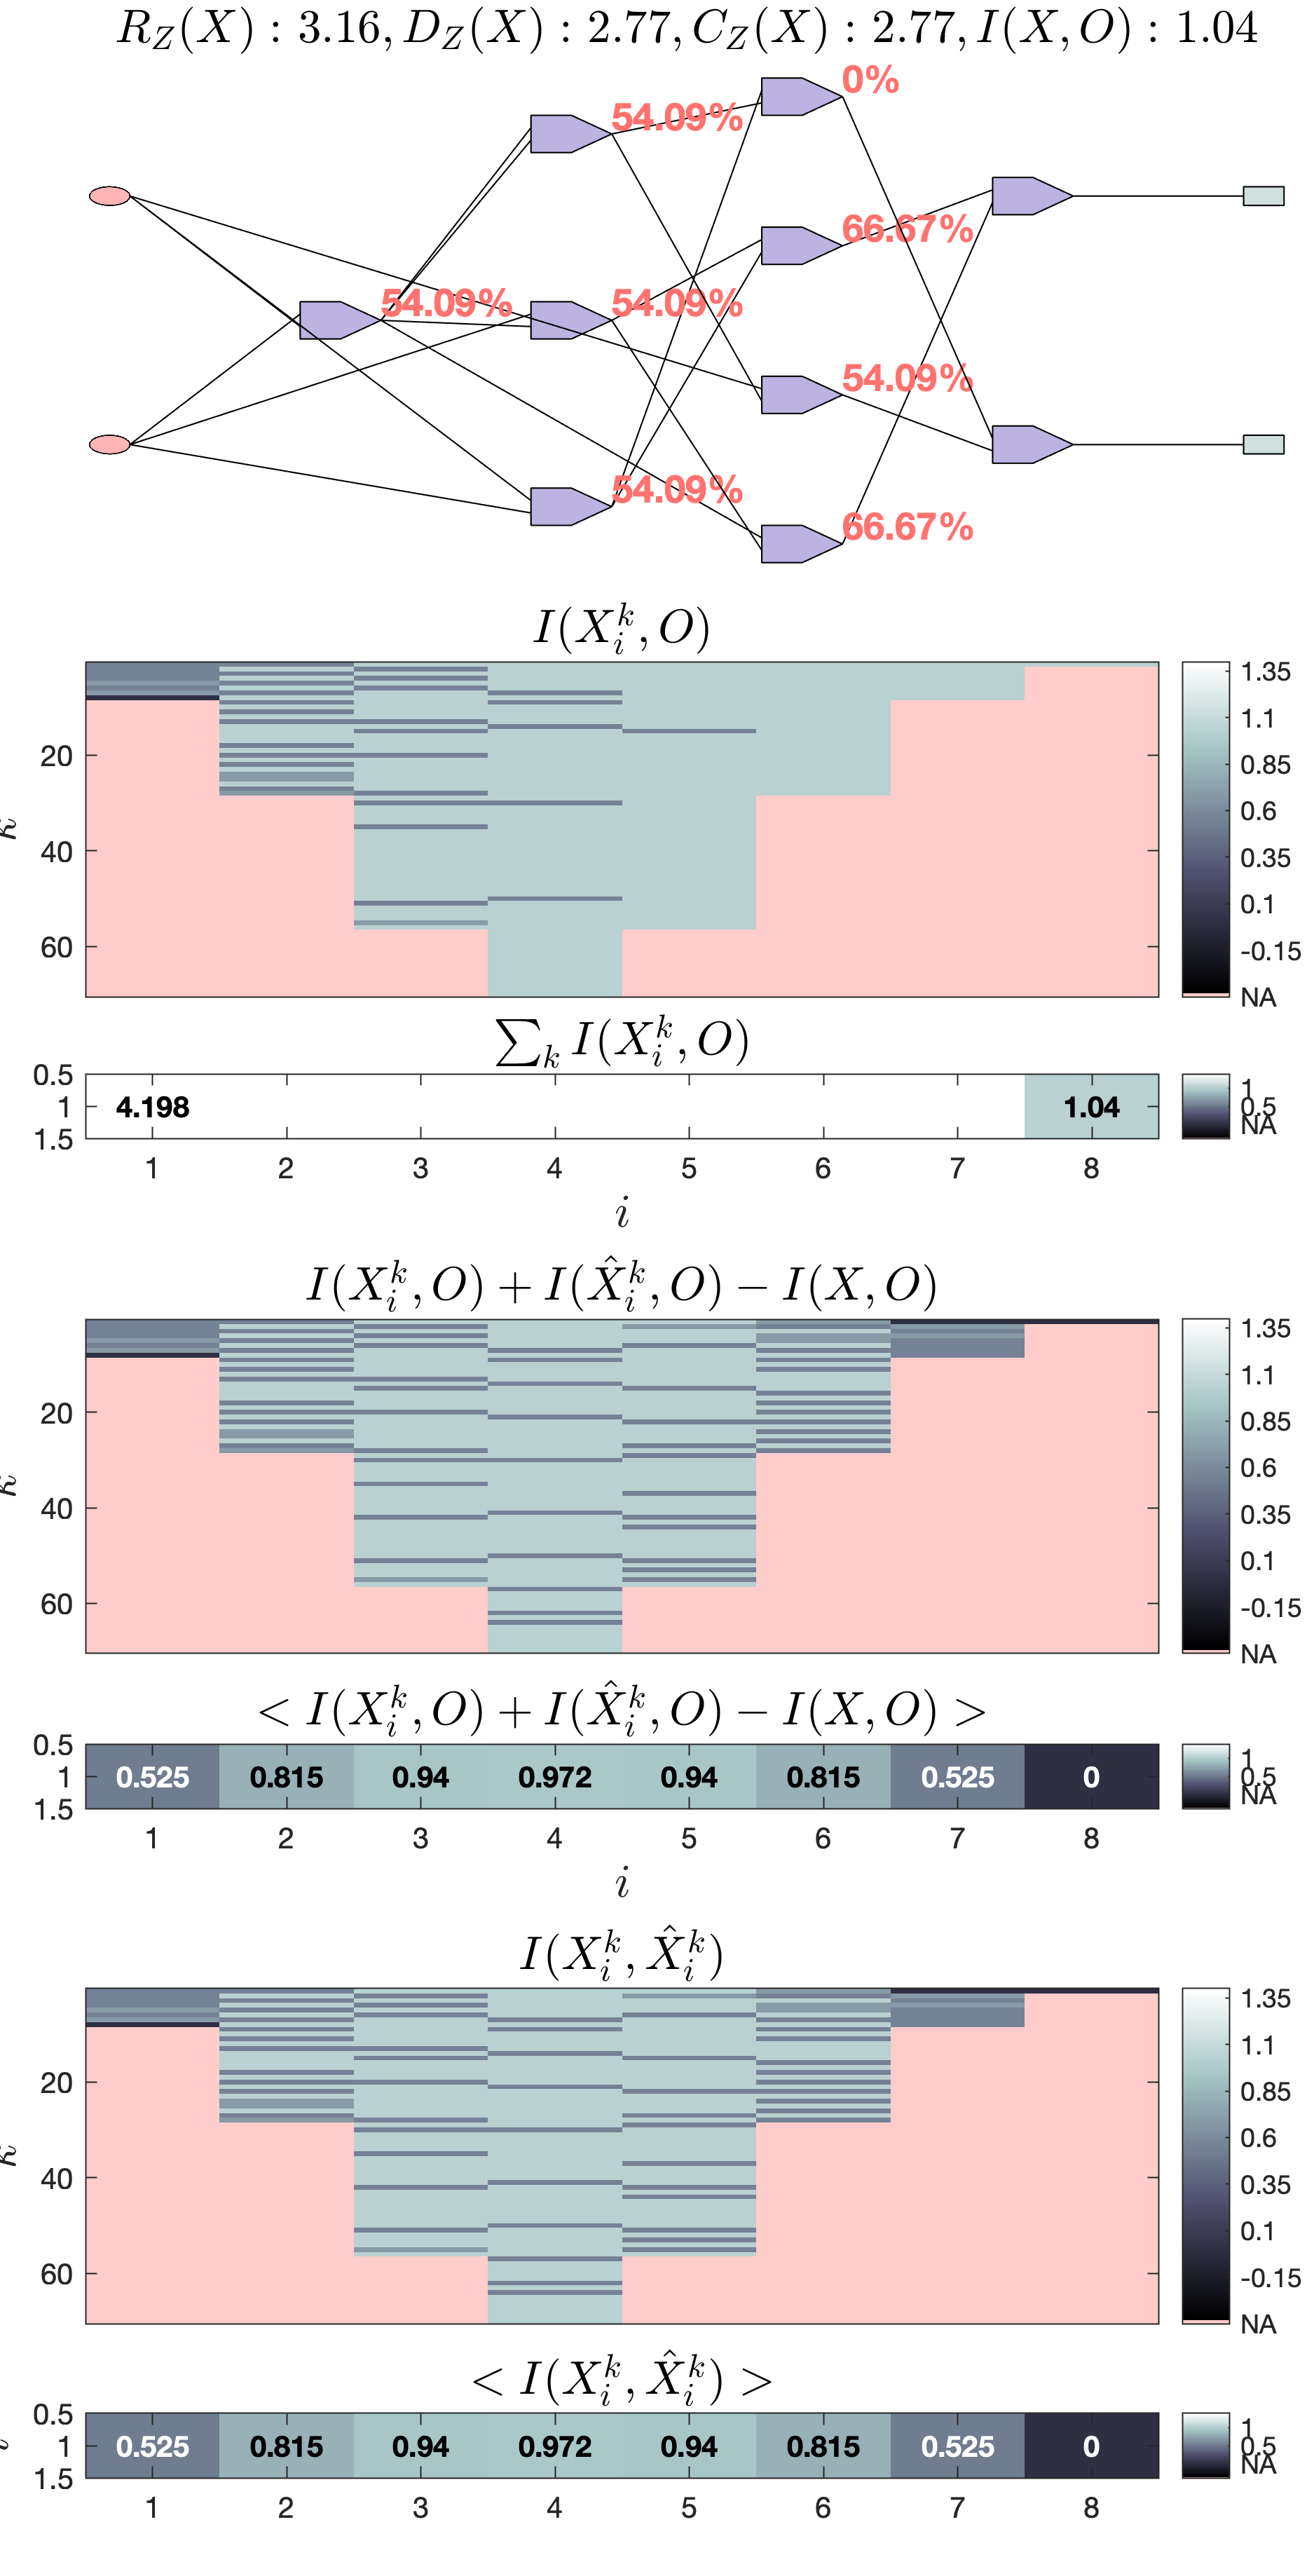 R_Z(X) : 3.16, D_Z(X) : 2.77, C_Z(X) : 2.77, I(X, O) : 1.04
0%
54.09%
66.67%
54.09% 54.09%
54.09%
54.09%
66.67%
I(X_i^k, O)
1.35
1.1
0.85
0.6
0.35
0.1
-0.15
NA
20
40
60
k
∑_k I(X_i^k, O)
0.5
1
1.5
4.198 1.04
1
0.5
NA
1 2 3 4 5 6 7 8
i
I(X_i^k, O) + I(X̂_i^k, O) − I(X, O)
1.35
1.1
0.85
0.6
0.35
0.1
-0.15
NA
20
40
60
k
< I(X_i^k, O) + I(X̂_i^k, O) − I(X, O) >
0.5
1
1.5
0.525 0.815 0.94 0.972 0.94 0.815 0.525 0
1
0.5
NA
1 2 3 4 5 6 7 8
i
I(X_i^k, X̂_i^k)
1.35
1.1
0.85
0.6
0.35
0.1
-0.15
NA
20
40
60
k
< I(X_i^k, X̂_i^k) >
0.5
1
1.5
0.525 0.815 0.94 0.972 0.94 0.815 0.525 0
1
0.5
NA
1 2 3 4 5 6 7 8